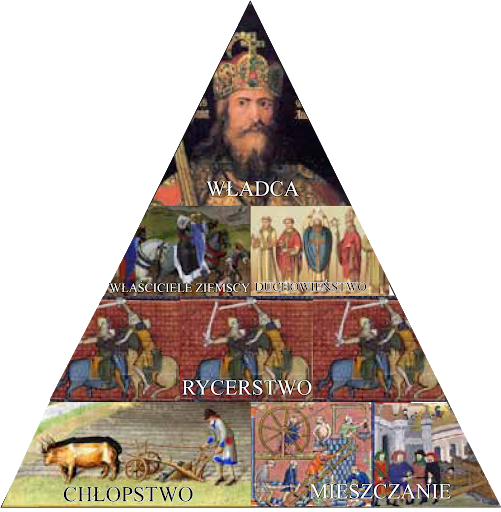 WŁADCA
WŁAŚCICIELE ZIEMSCY DUCHOWIEŃSTWO
RYCERSTWO
CHŁOPSTWO MIESZCZANIE